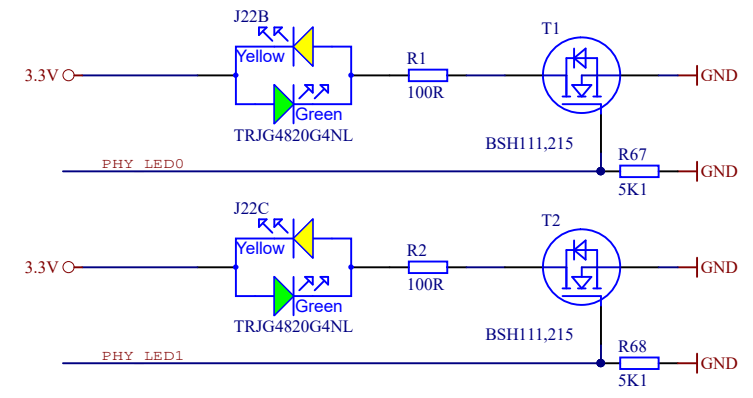 J22B
T1
Yellow
R1
3.3V
GND
100R
Green
TRJG4820G4NL
BSH111,215
R67
PHY LED0
GND
5K1
J22C
T2
Yellow
R2
3.3V
GND
100R
Green
TRJG4820G4NL
BSH111,215
R68
PHY LED1
GND
5K1